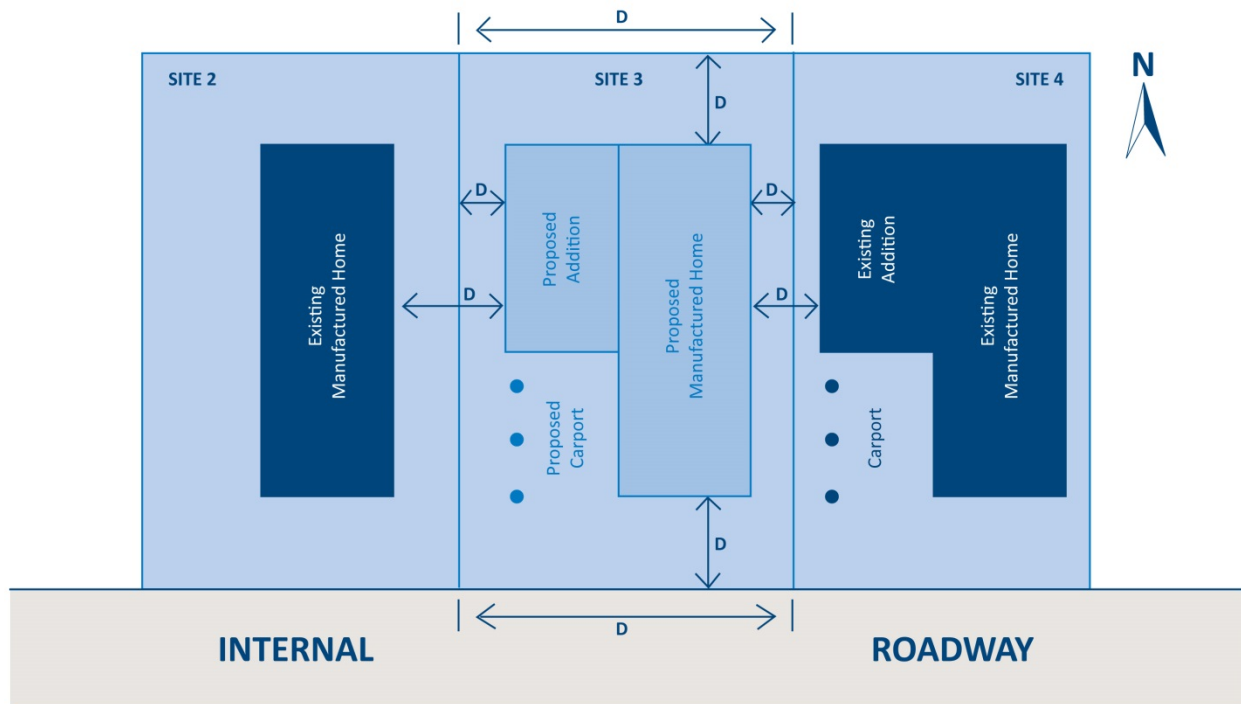 D
SITE 2
SITE 3
SITE 4
N
D
D
D
D
D
Existing
Manufactured Home
Proposed
Addition
Proposed
Manufactured Home
Existing
Addition
Existing
Manufactured Home
Proposed
Carport
Carport
D
D
INTERNAL
ROADWAY